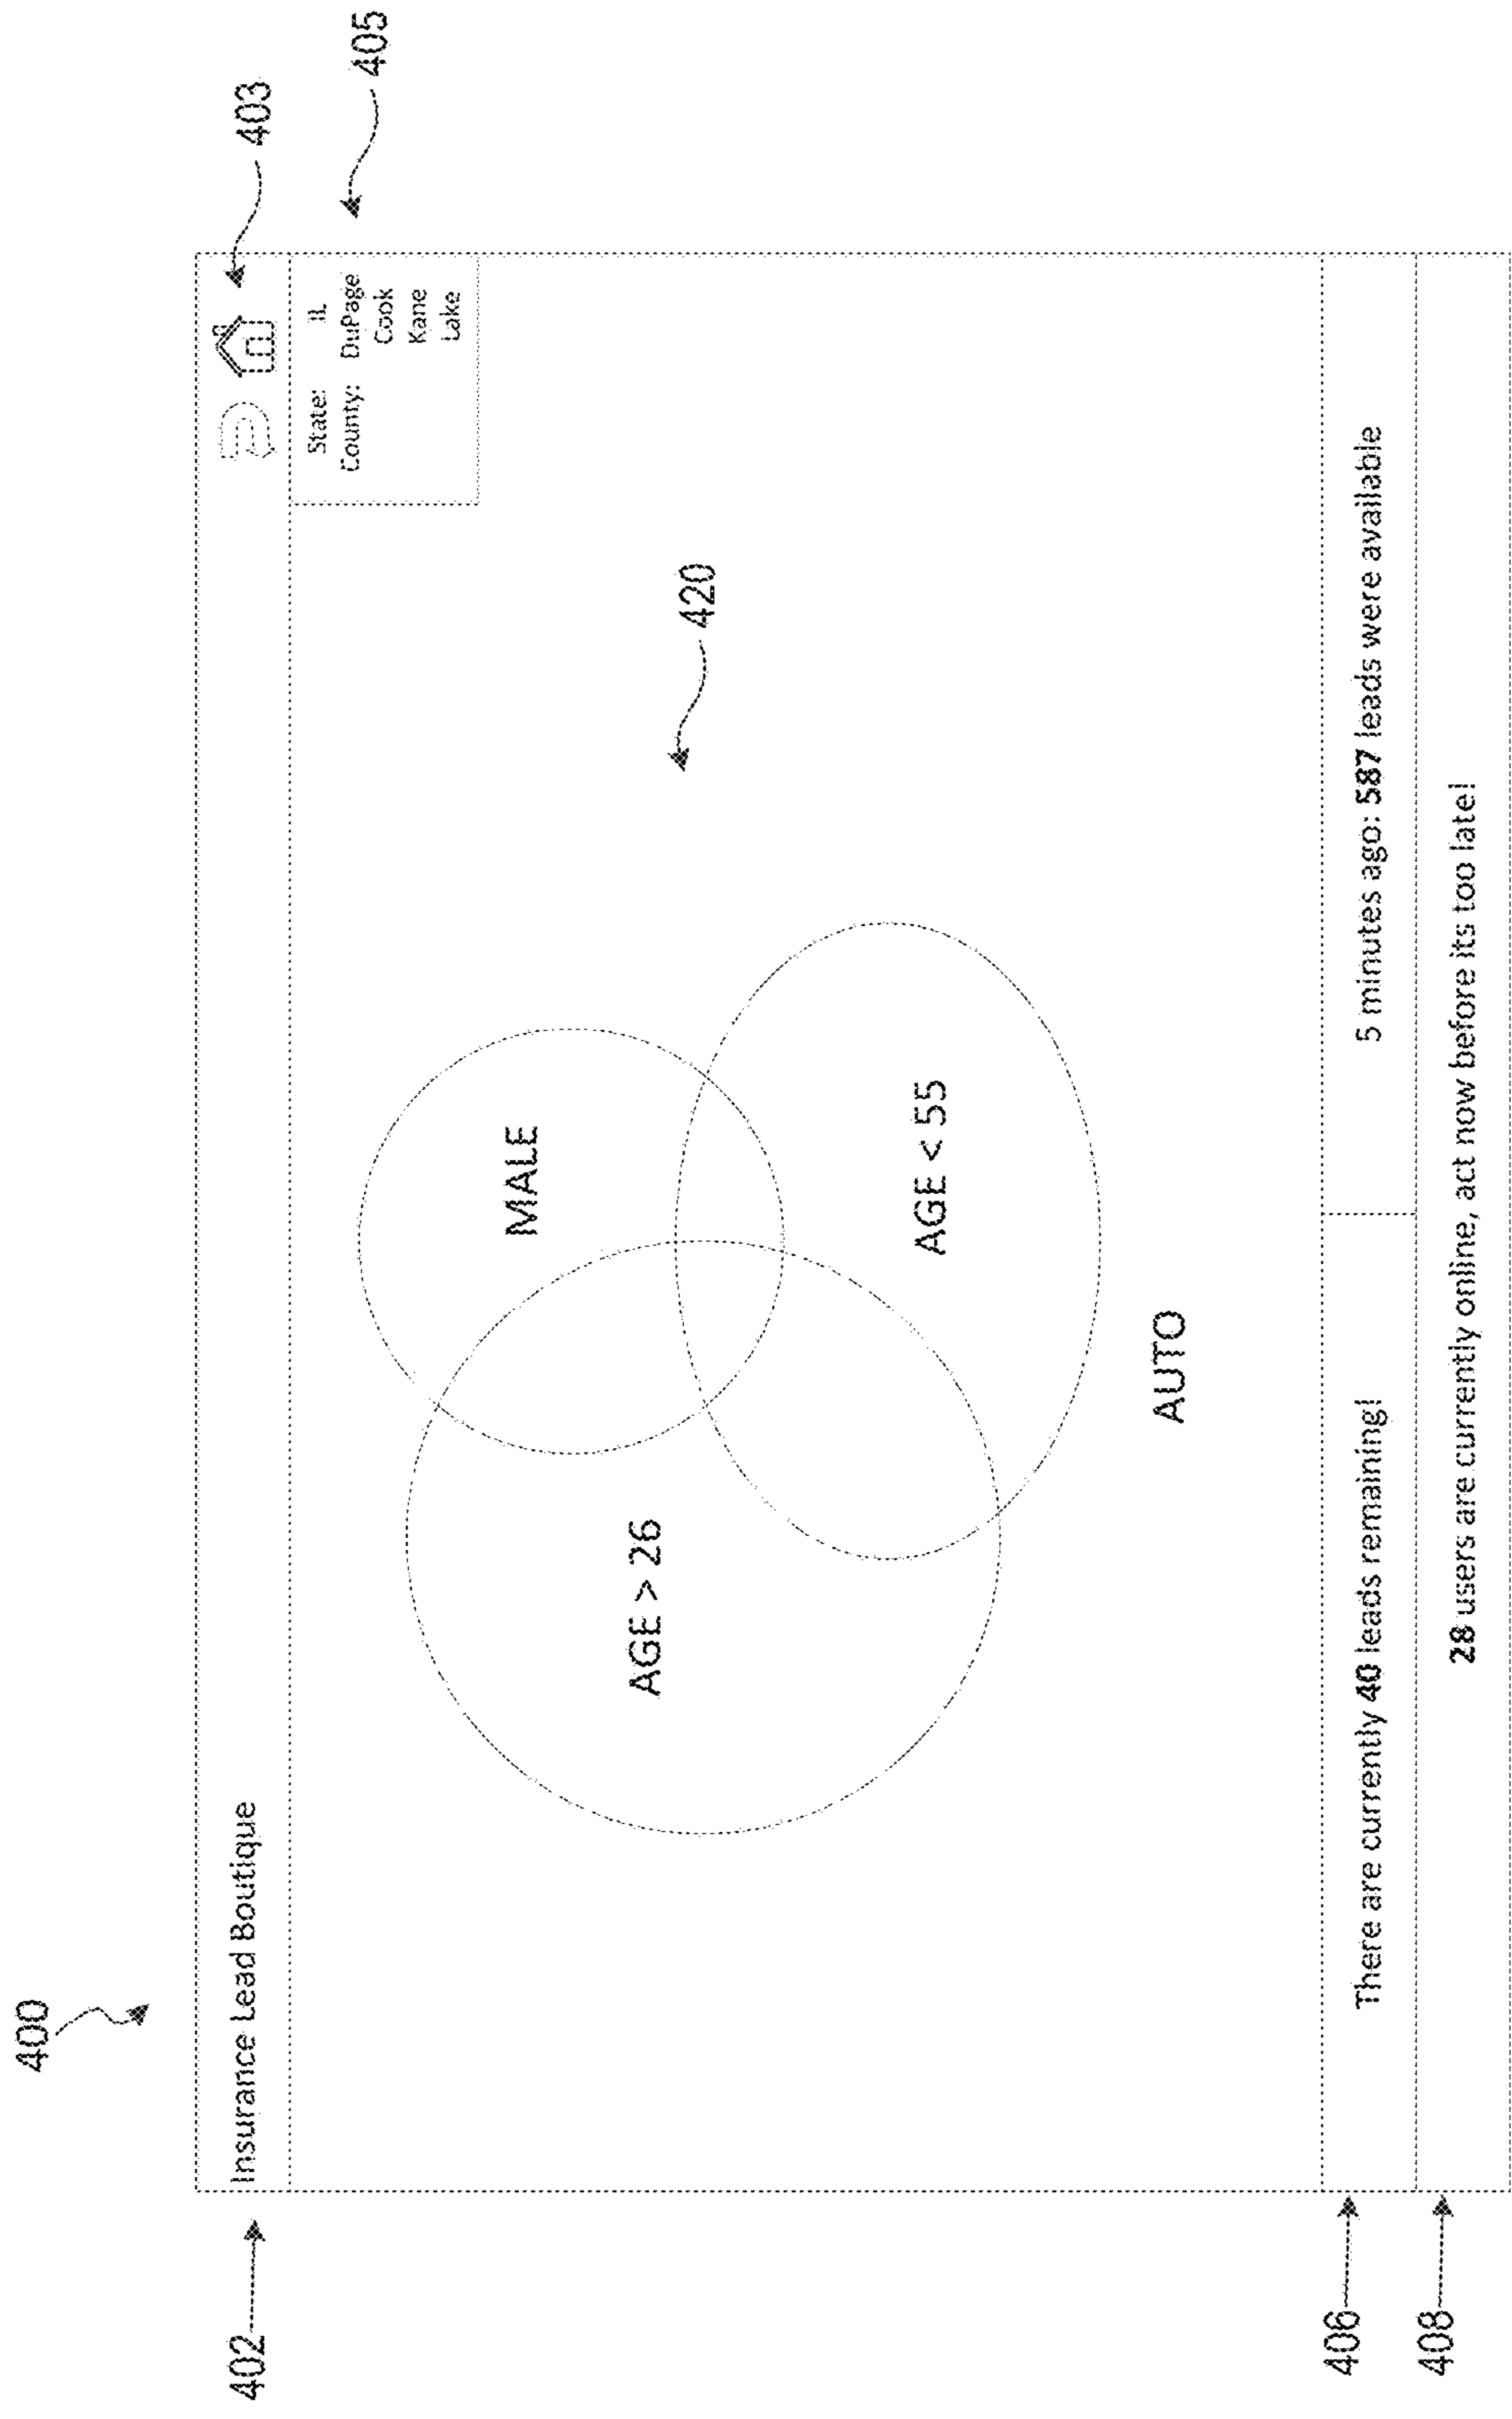 400
402
Insurance Lead Boutique
403
405
State: IL
County: DuPage
Cook
Kane
Lake
420
MALE
AGE > 26
AGE < 55
AUTO
406
There are currently 40 leads remaining!
5 minutes ago: 587 leads were available
408
28 users are currently online, act now before its too late!